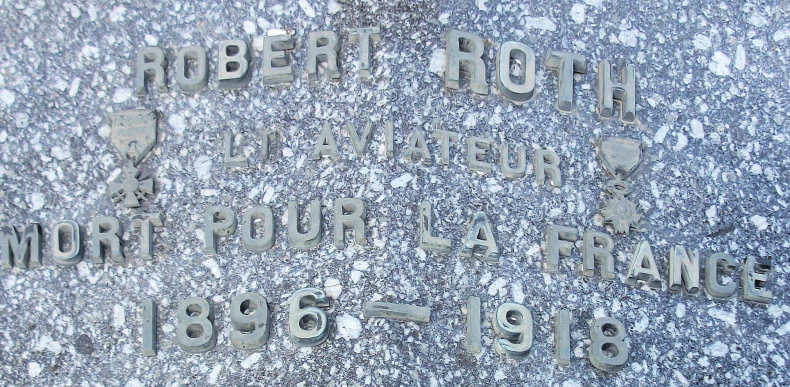 ROBERT ROTH
LT AVIATEUR
MORT POUR LA FRANCE
1896 – 1918